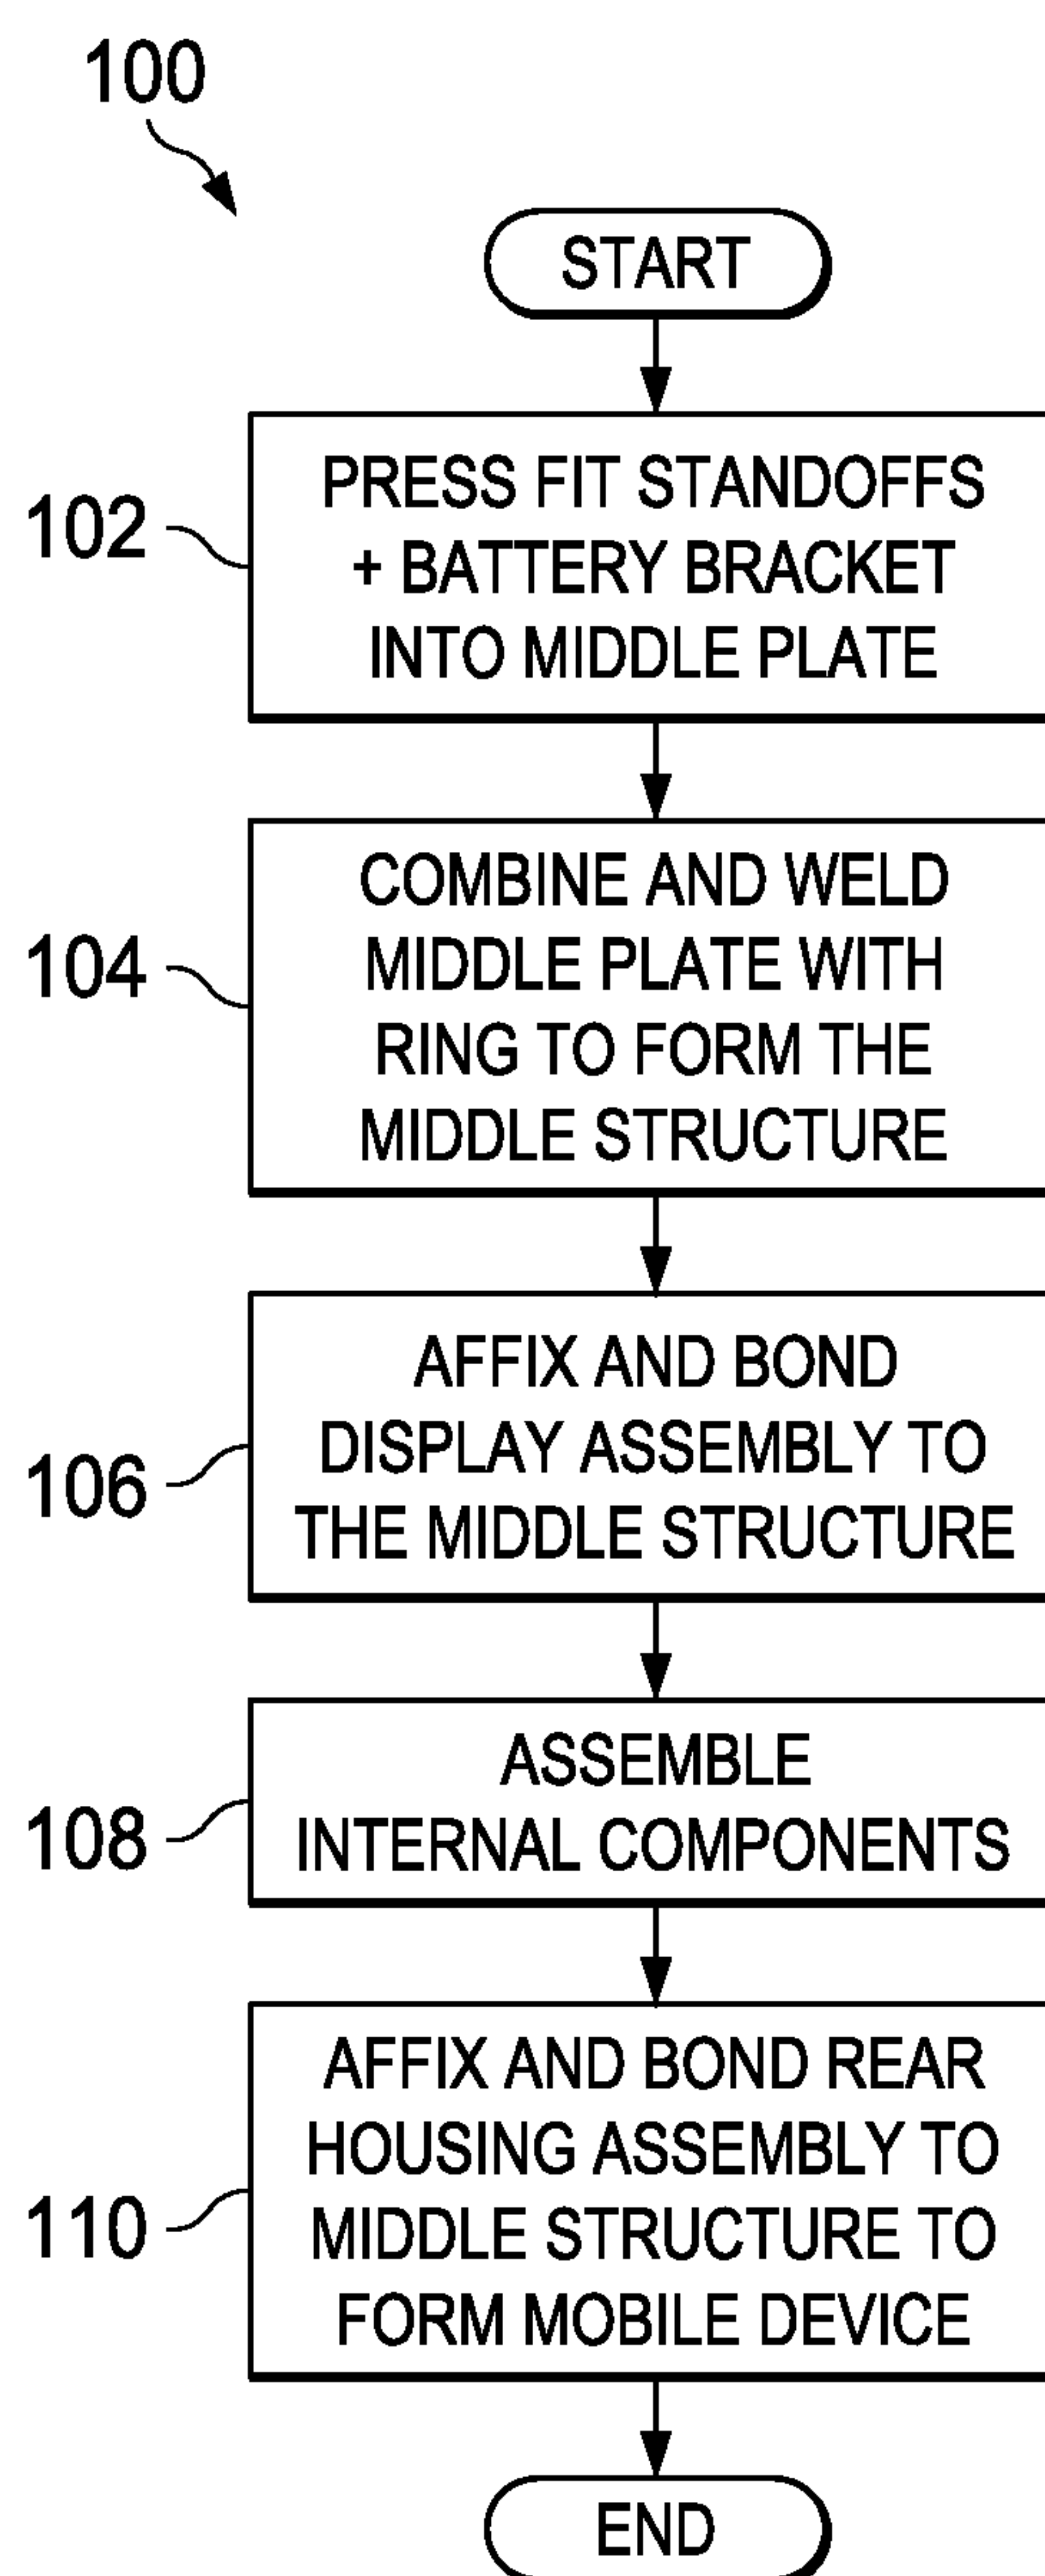 100
START
102
PRESS FIT STANDOFFS
+ BATTERY BRACKET
INTO MIDDLE PLATE
104
COMBINE AND WELD
MIDDLE PLATE WITH
RING TO FORM THE
MIDDLE STRUCTURE
106
AFFIX AND BOND
DISPLAY ASSEMBLY TO
THE MIDDLE STRUCTURE
108
ASSEMBLE
INTERNAL COMPONENTS
110
AFFIX AND BOND REAR
HOUSING ASSEMBLY TO
MIDDLE STRUCTURE TO
FORM MOBILE DEVICE
END